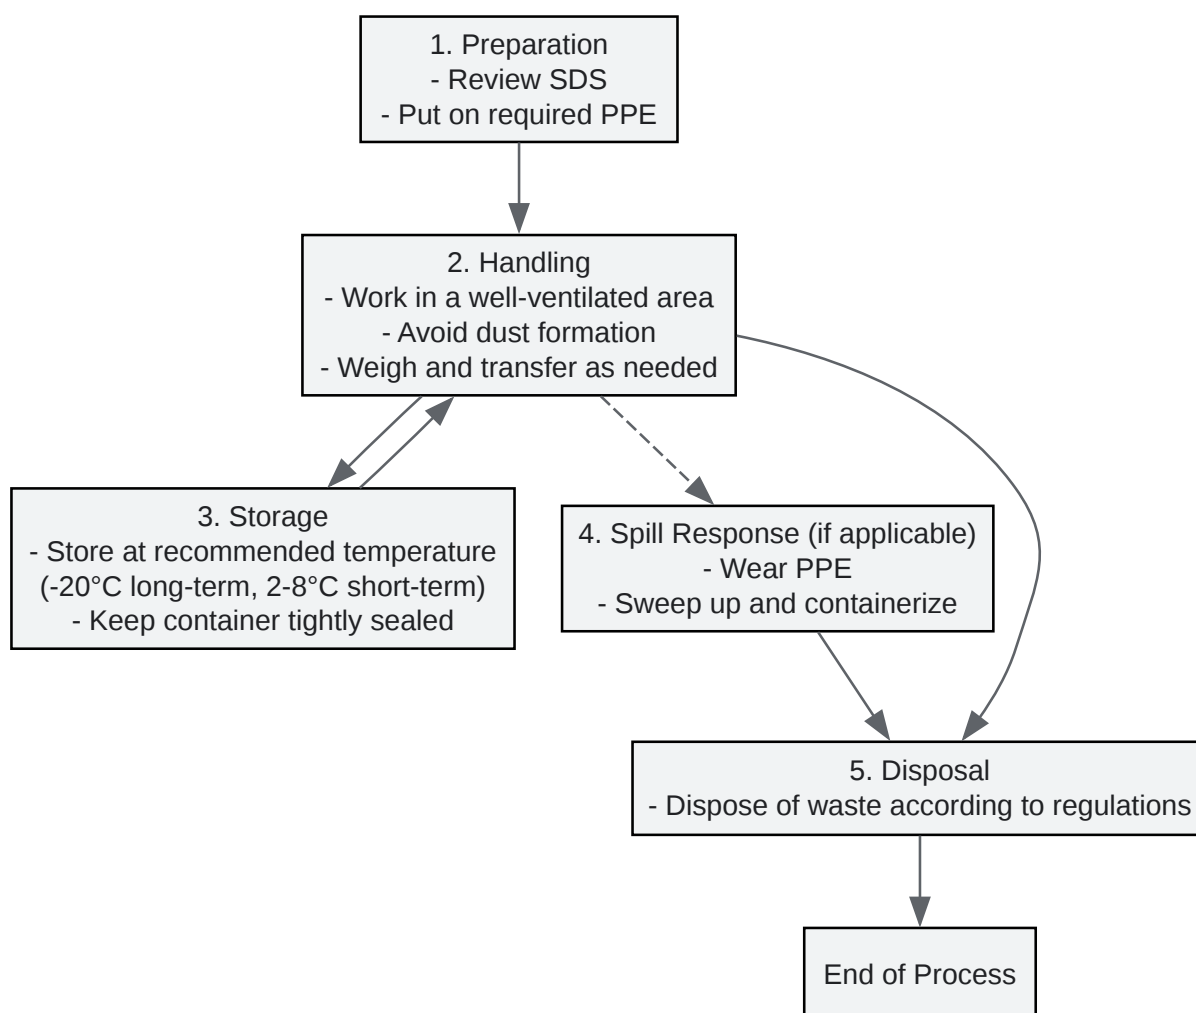 1. Preparation
- Review SDS
- Put on required PPE
2. Handling
- Work in a well-ventilated area
- Avoid dust formation
- Weigh and transfer as needed
3. Storage
- Store at recommended temperature
(-20°C long-term, 2-8°C short-term)
- Keep container tightly sealed
4. Spill Response (if applicable)
- Wear PPE
- Sweep up and containerize
5. Disposal
- Dispose of waste according to regulations
End of Process